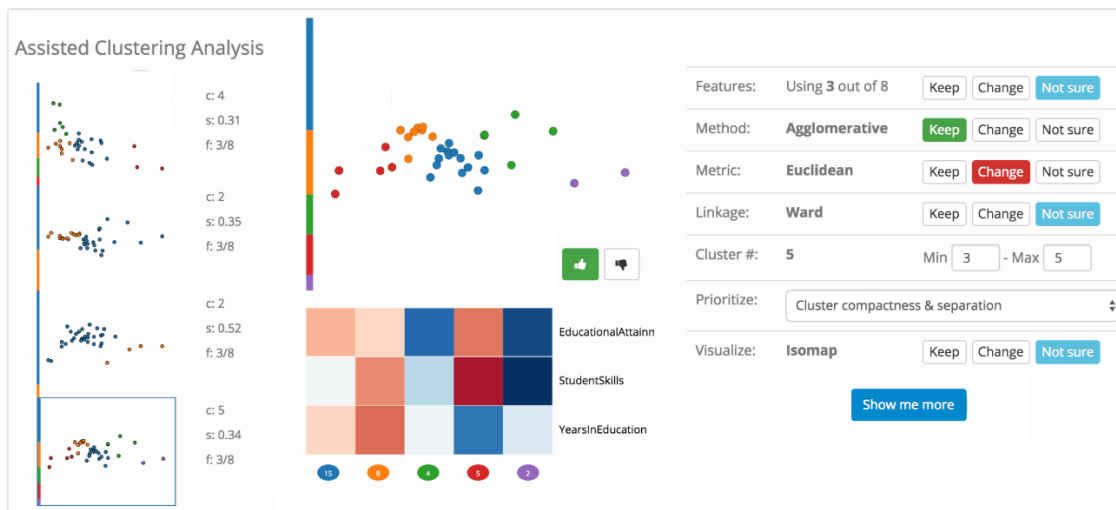 Assisted Clustering Analysis
c: 4
s: 0.31
f: 3/8
c: 2
s: 0.35
f: 3/8
c: 2
s: 0.52
f: 3/8
c: 5
s: 0.34
f: 3/8
EducationalAttainn
StudentSkills
YearsInEducation
15 8 4 5 2
Features: Using 3 out of 8 Keep Change Not sure
Method: Agglomerative Keep Change Not sure
Metric: Euclidean Keep Change Not sure
Linkage: Ward Keep Change Not sure
Cluster #: 5 Min 3 - Max 5
Prioritize: Cluster compactness & separation
Visualize: Isomap Keep Change Not sure
Show me more